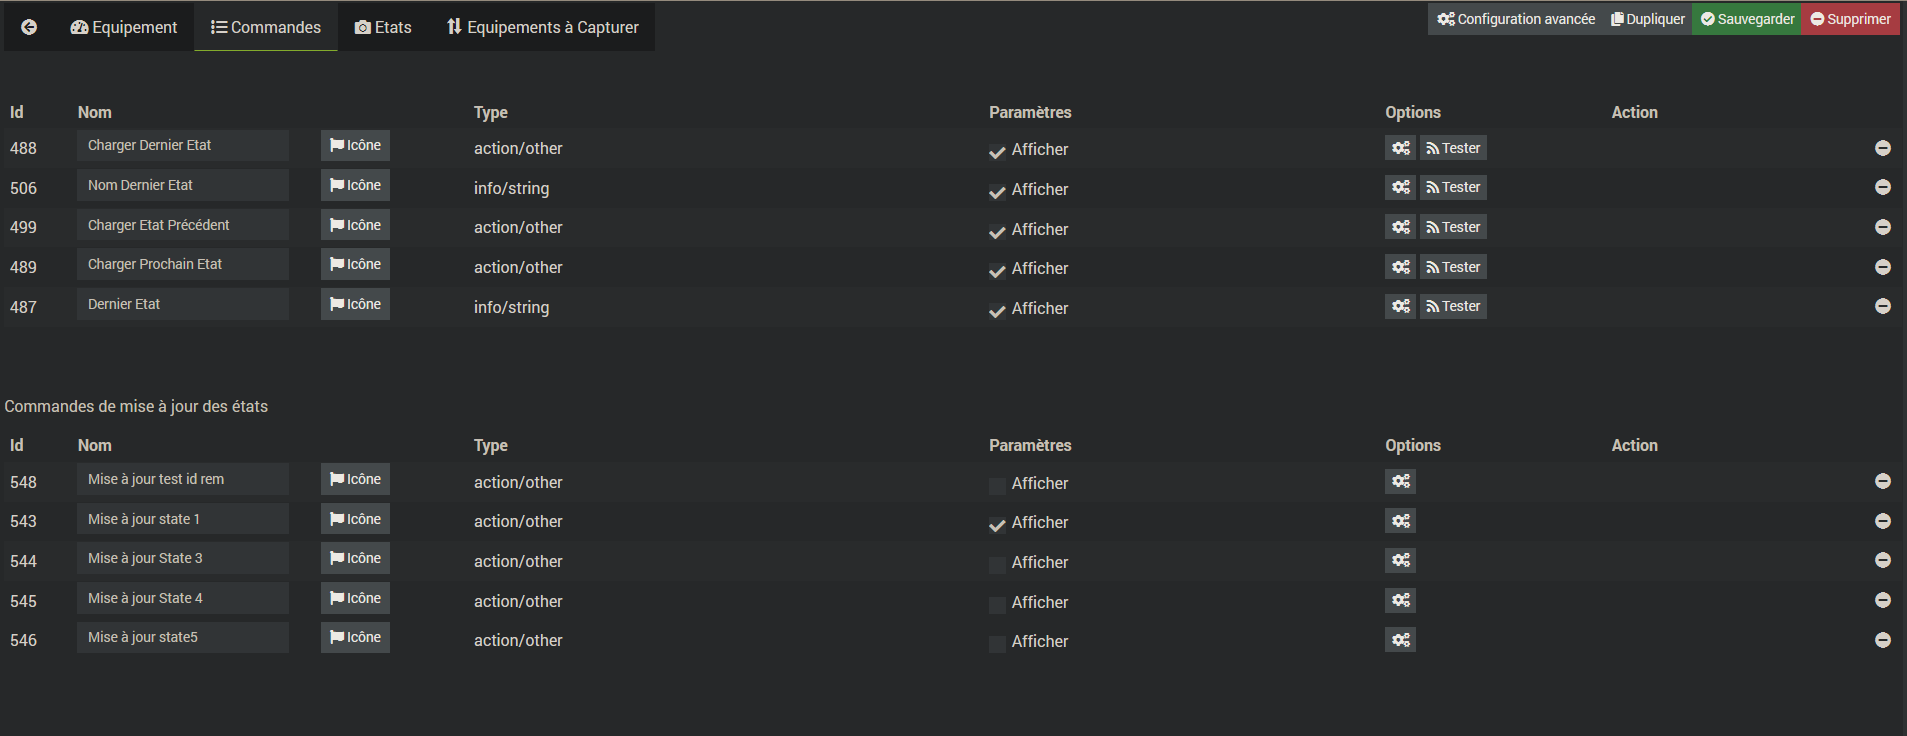 Equipement Commandes Etats Equipements à Capturer Configuration avancée Dupliquer Sauvegarder Supprimer
Id Nom Type Paramètres Options Action
488 Charger Dernier Etat Icône action/other Afficher Tester
506 Nom Dernier Etat Icône info/string Afficher Tester
499 Charger Etat Précédent Icône action/other Afficher Tester
489 Charger Prochain Etat Icône action/other Afficher Tester
487 Dernier Etat Icône info/string Afficher Tester
Commandes de mise à jour des états
Id Nom Type Paramètres Options Action
548 Mise à jour test id rem Icône action/other Afficher
543 Mise à jour state 1 Icône action/other Afficher
544 Mise à jour State 3 Icône action/other Afficher
545 Mise à jour State 4 Icône action/other Afficher
546 Mise à jour state5 Icône action/other Afficher